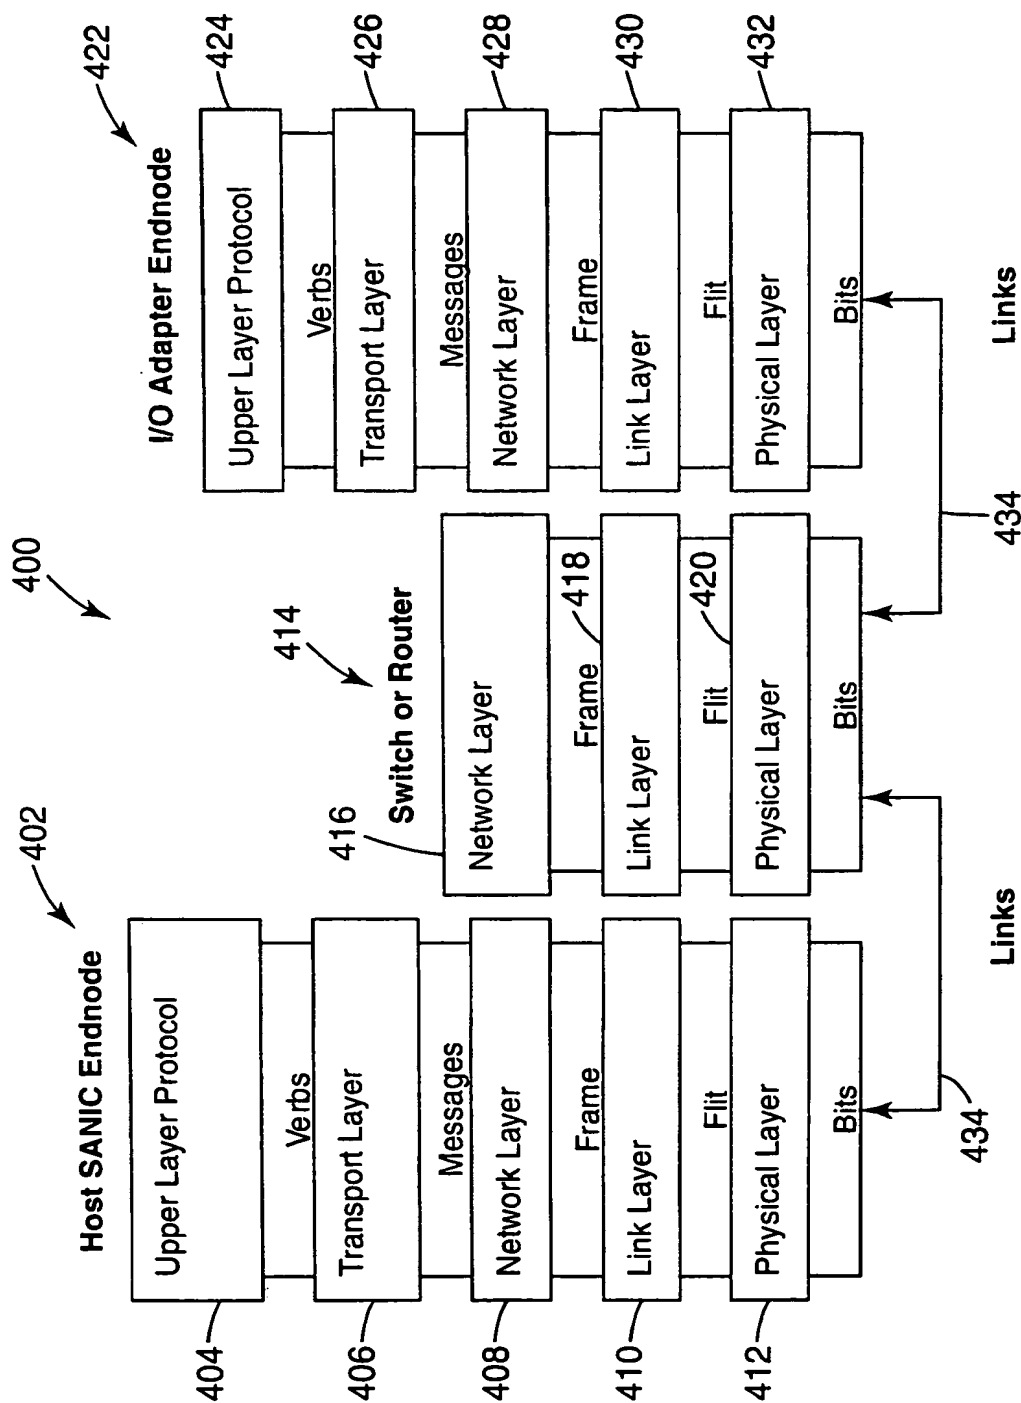 400
402
Host SANIC Endnode
404
Upper Layer Protocol
Verbs
406
Transport Layer
Messages
408
Network Layer
Frame
410
Link Layer
Flit
412
Physical Layer
Bits
414
Switch or Router
416
Network Layer
Frame
418
Link Layer
Flit
420
Physical Layer
Bits
422
I/O Adapter Endnode
424
Upper Layer Protocol
Verbs
426
Transport Layer
Messages
428
Network Layer
Frame
430
Link Layer
Flit
432
Physical Layer
Bits
434
Links
434
Links